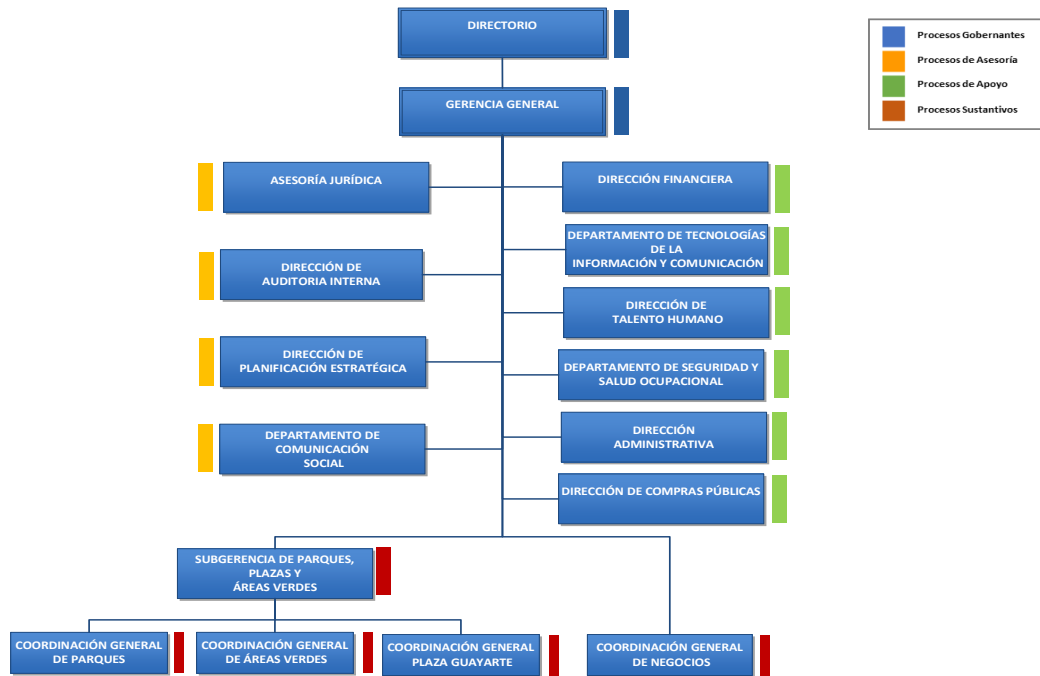 DIRECTORIO
GERENCIA GENERAL
Procesos Gobernantes
Procesos de Asesoría
Procesos de Apoyo
Procesos Sustantivos
ASESORÍA JURÍDICA
DIRECCIÓN FINANCIERA
DEPARTAMENTO DE TECNOLOGÍAS
DE LA
INFORMACIÓN Y COMUNICACIÓN
DIRECCIÓN DE
AUDITORIA INTERNA
DIRECCIÓN DE
TALENTO HUMANO
DIRECCIÓN DE
PLANIFICACIÓN ESTRATÉGICA
DEPARTAMENTO DE SEGURIDAD Y
SALUD OCUPACIONAL
DEPARTAMENTO DE
COMUNICACIÓN
SOCIAL
DIRECCIÓN
ADMINISTRATIVA
DIRECCIÓN DE COMPRAS PÚBLICAS
SUBGERENCIA DE PARQUES,
PLAZAS Y
ÁREAS VERDES
COORDINACIÓN GENERAL
DE PARQUES
COORDINACIÓN GENERAL
DE ÁREAS VERDES
COORDINACIÓN GENERAL
PLAZA GUAYARTE
COORDINACIÓN GENERAL
DE NEGOCIOS